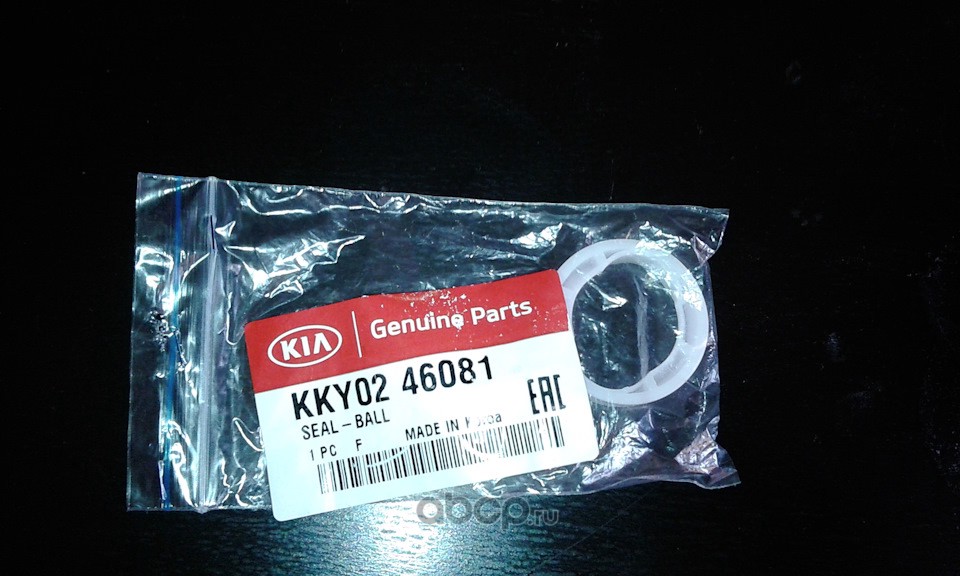 KIA Genuine Parts
KKY02 46081
SEAL-BALL
EAC
1 PC F MADE IN Korea
abcp.ru